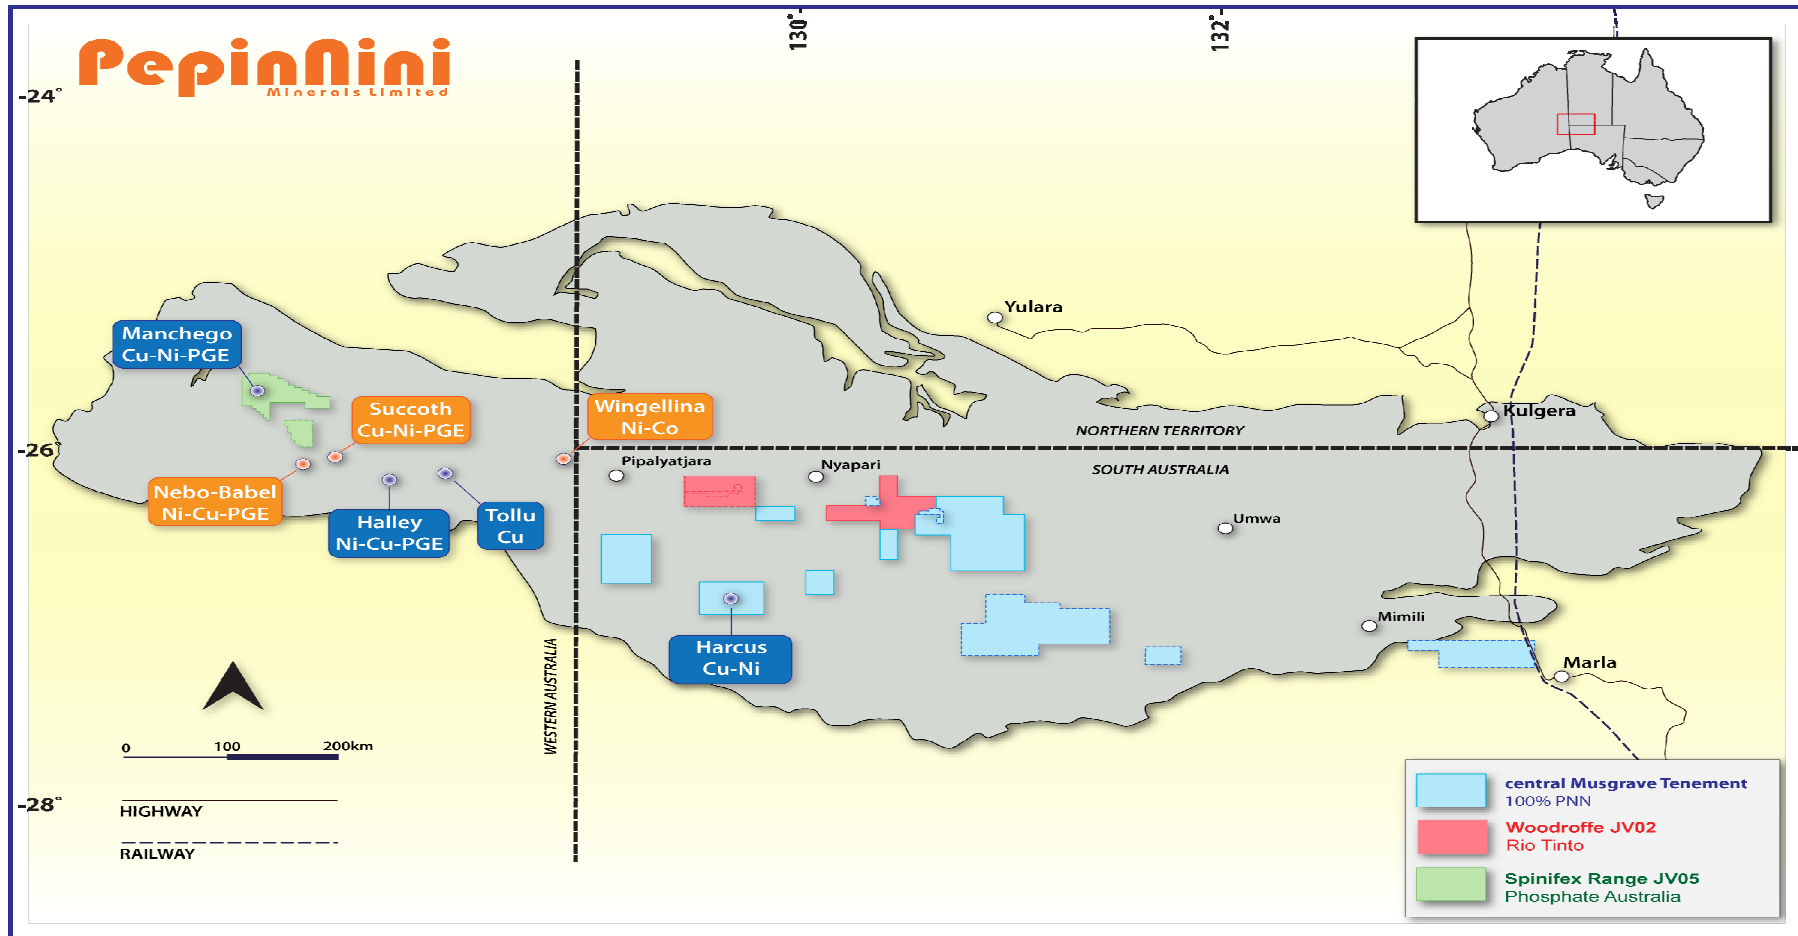 PepinNini
Minerals Limited
130°
132°
-24°
-26°
-28°
Yulara
Manchego
Cu-Ni-PGE
Succoth
Cu-Ni-PGE
Wingellina
Ni-Co
Kulgera
NORTHERN TERRITORY
SOUTH AUSTRALIA
Pipalyatjara
Nyapari
Nebo-Babel
Ni-Cu-PGE
Halley
Ni-Cu-PGE
Tollu
Cu
Umwa
Mimili
Harcus
Cu-Ni
Marla
WESTERN AUSTRALIA
0 100 200km
HIGHWAY
RAILWAY
central Musgrave Tenement
100% PNN
Woodroffe JV02
Rio Tinto
Spinifex Range JV05
Phosphate Australia